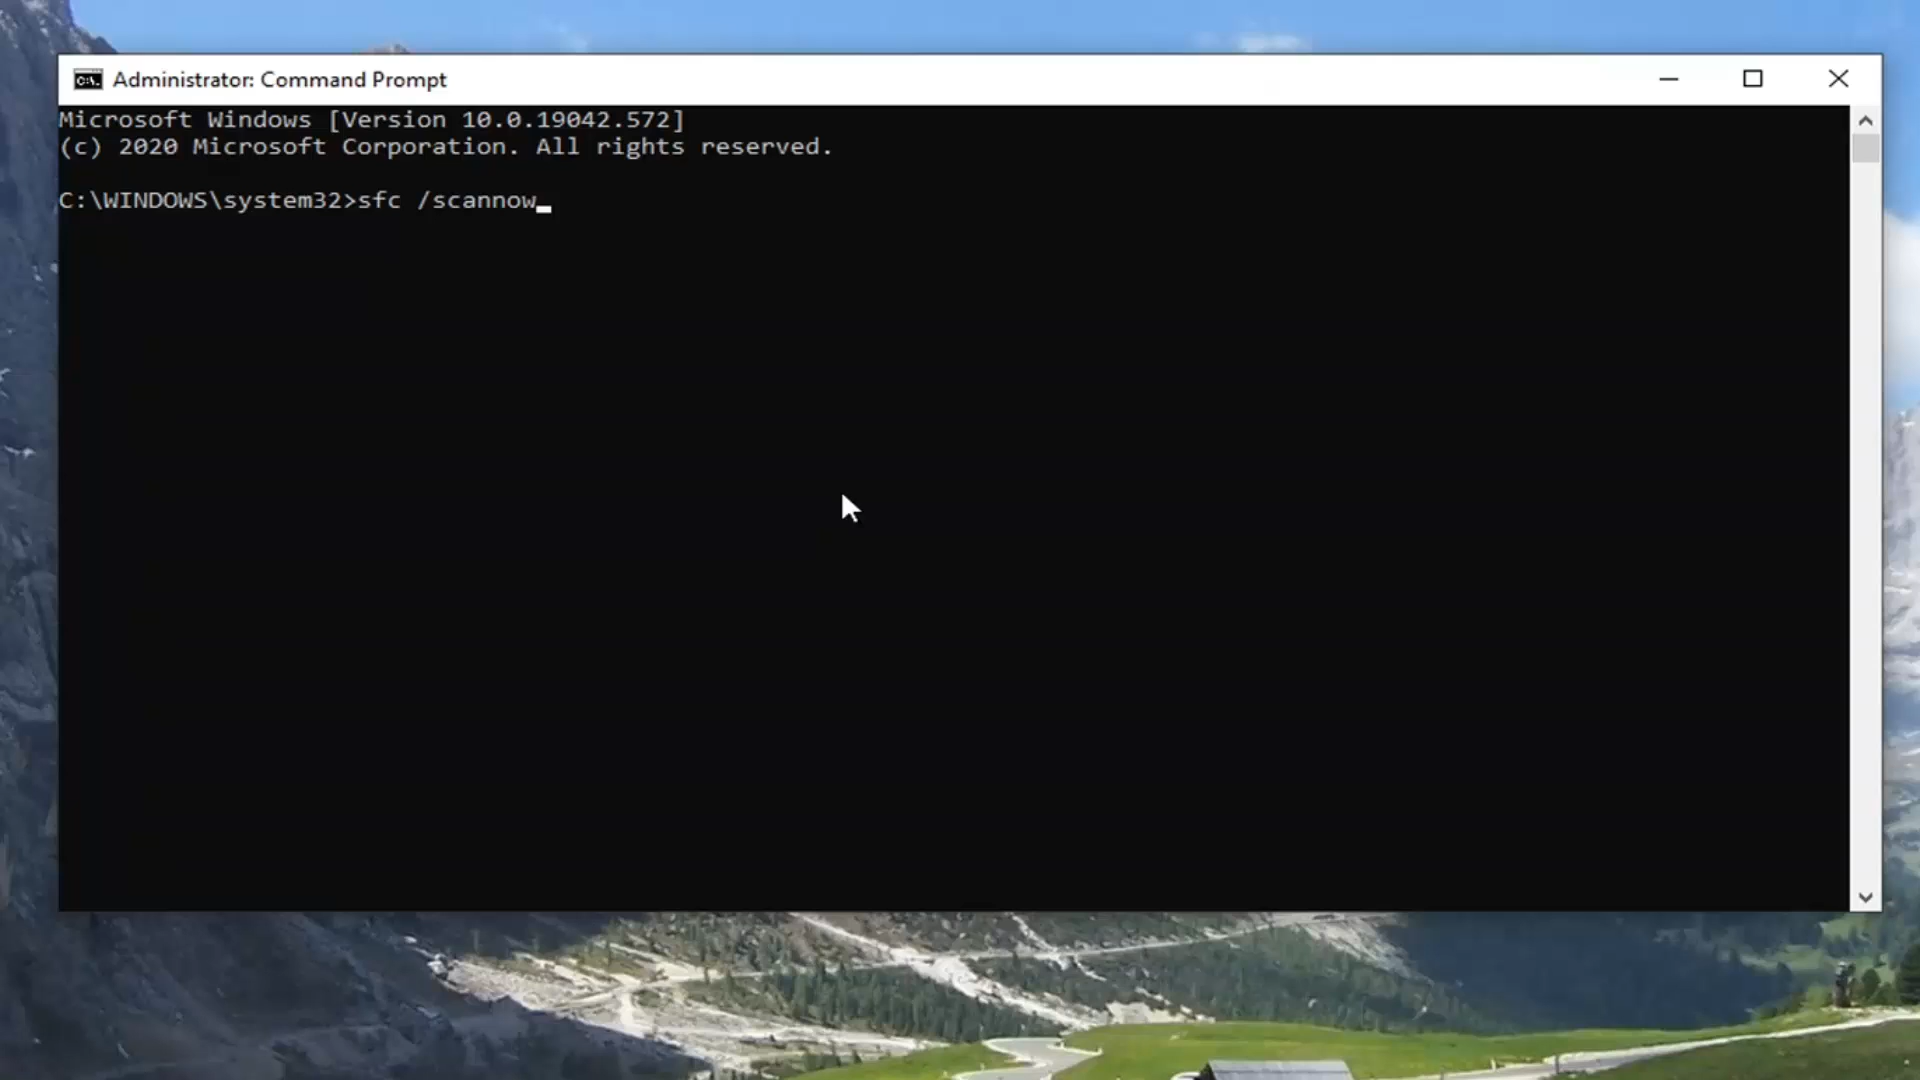 Administrator: Command Prompt
Microsoft Windows [Version 10.0.19042.572]
(c) 2020 Microsoft Corporation. All rights reserved.
C:\WINDOWS\system32>sfc /scannow